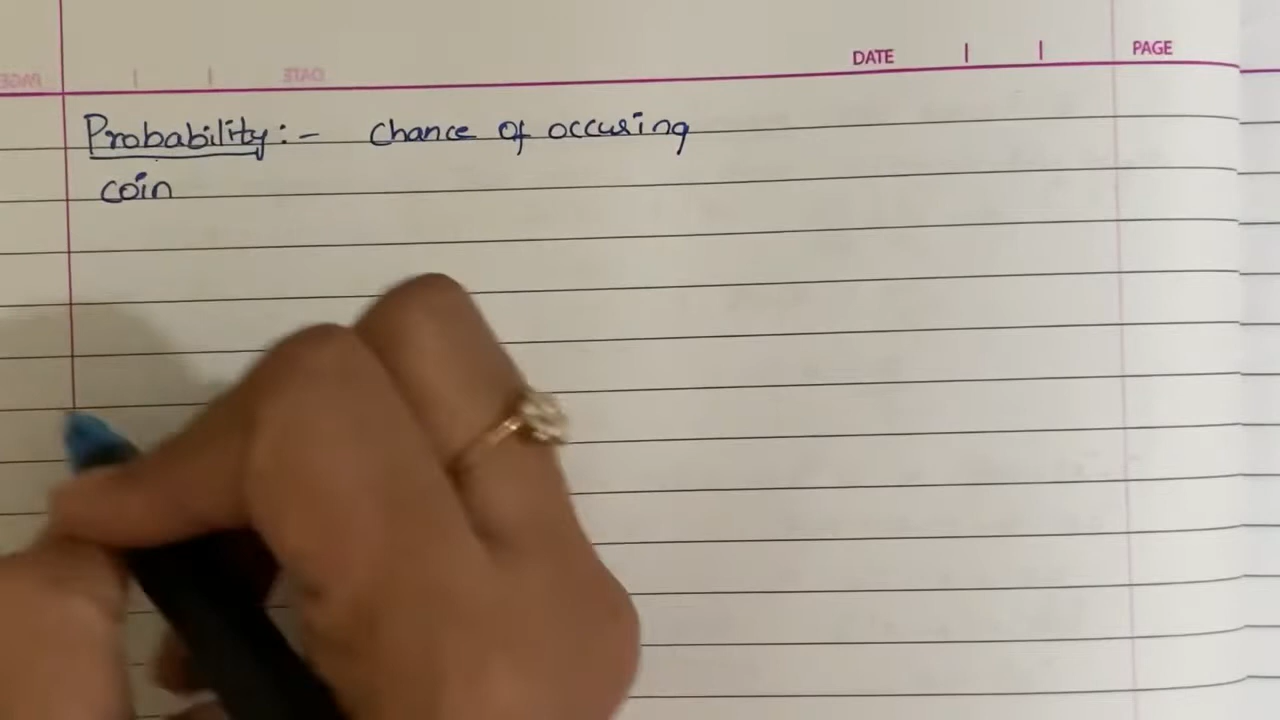 DATE | | PAGE
Probability:- Chance of occuring
coin